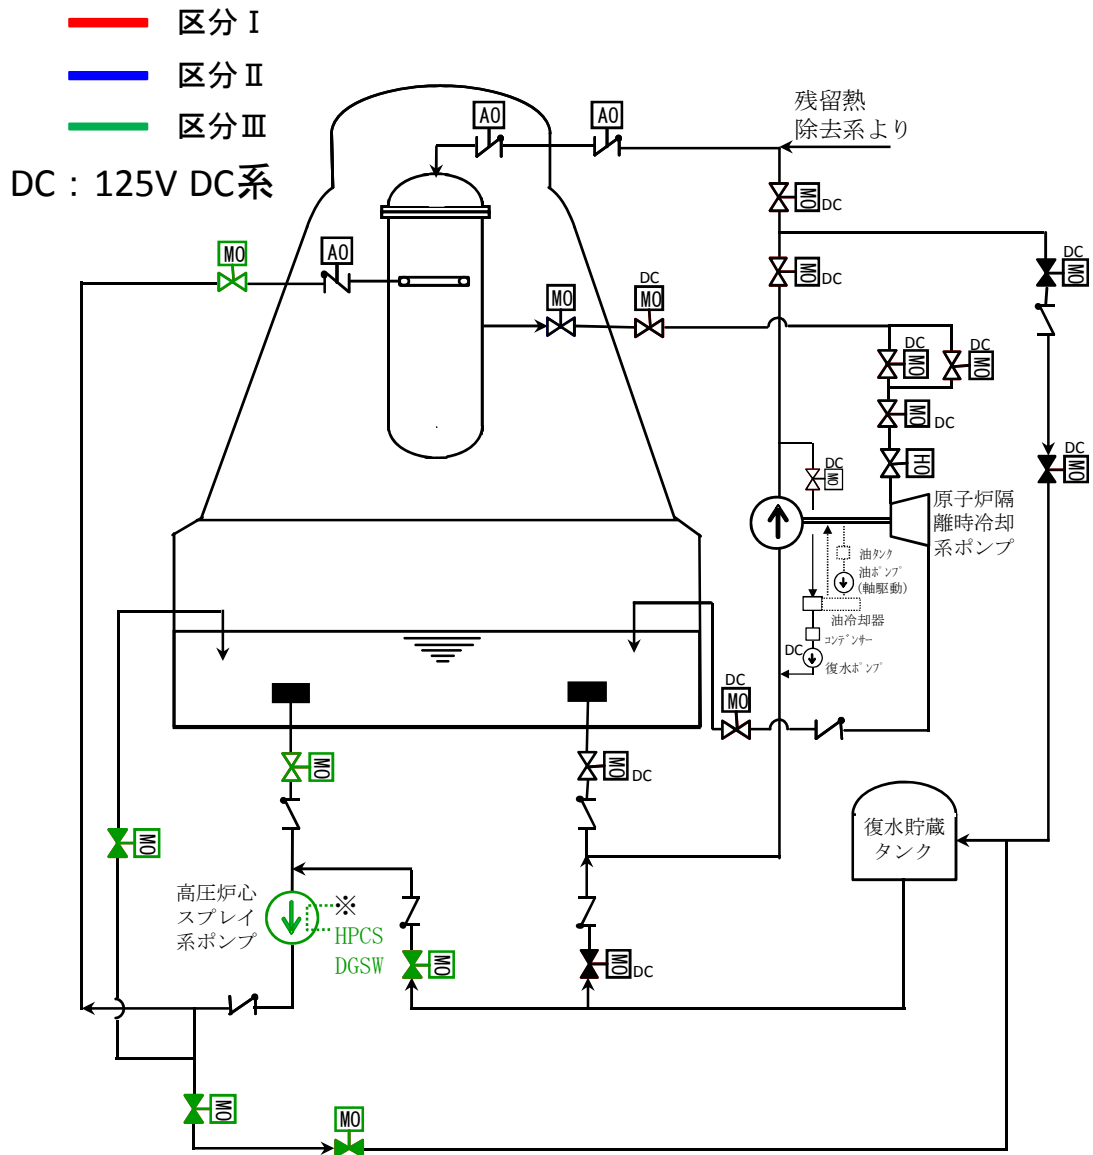 区分Ⅰ
区分Ⅱ
区分Ⅲ
DC：125V DC系
AO
AO
残留熱
除去系より
MO
DC
MO
AO
MO
DC
DC
MO
MO
DC
MO
DC
MO
DC
MO
MO
DC
DC
MO
HO
DC
MO
原子炉隔
離時冷却
系ポンプ
油タンク
油ポンプ
(軸駆動)
油冷却器
コンデンサー
DC
復水ポンプ
DC
MO
MO
MO
DC
MO
復水貯蔵
タンク
高圧炉心
スプレイ
系ポンプ
※
HPCS
DGSW
MO
MO
DC
MO
MO